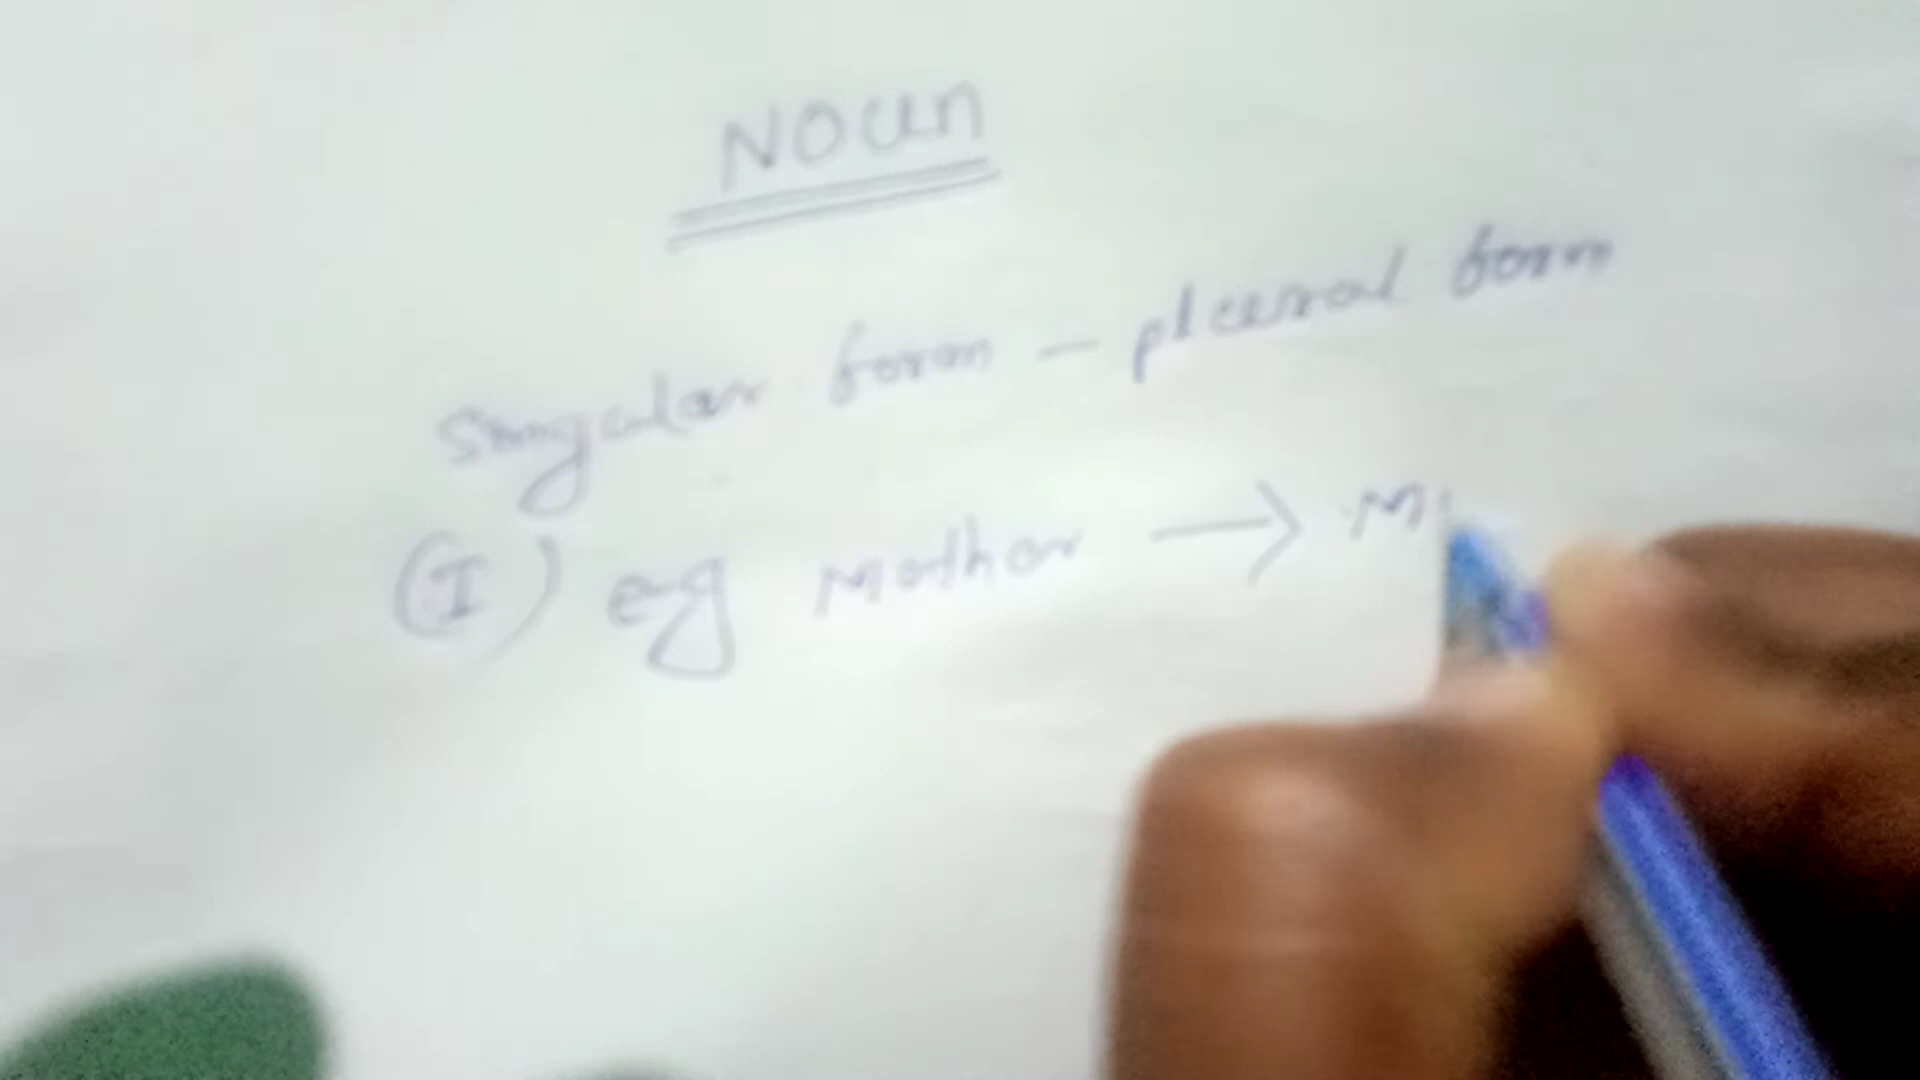 Noun
Singular form - plural form
(I) eg Mother → M